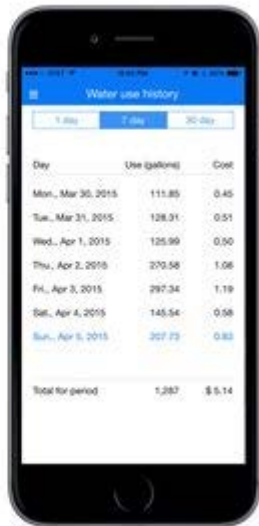 Water use history
1 day 7 day 30 day
Day Use (gallons) Cost
Mon., Mar 30, 2015 111.85 0.45
Tue., Mar 31, 2015 128.31 0.51
Wed., Apr 1, 2015 125.99 0.50
Thu., Apr 2, 2015 270.58 1.08
Fri., Apr 3, 2015 297.34 1.19
Sat., Apr 4, 2015 145.54 0.58
Sun., Apr 5, 2015 207.73 0.83
Total for period 1,287 $ 5.14